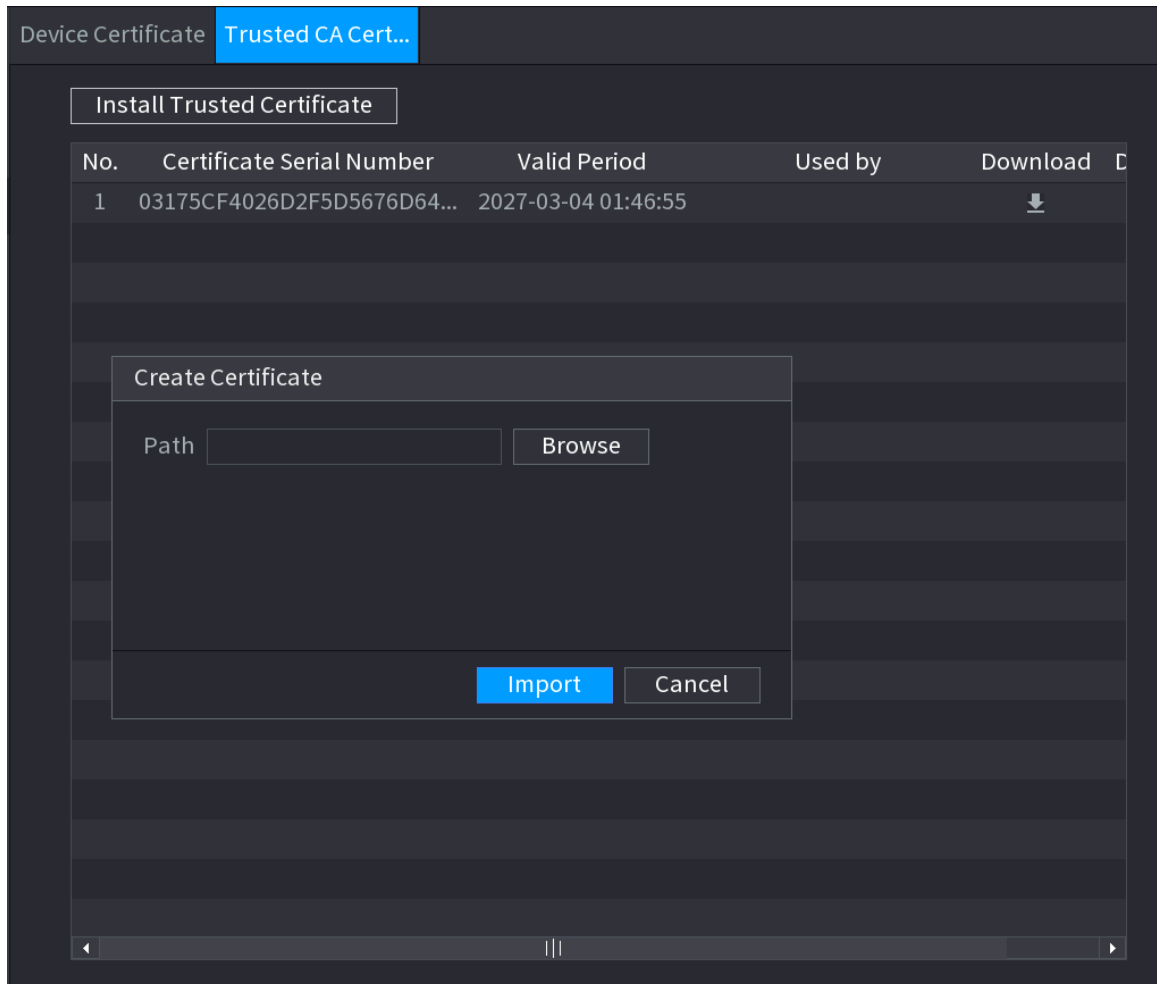 Device Certificate Trusted CA Cert...
Install Trusted Certificate
No. Certificate Serial Number Valid Period Used by Download D
1 03175CF4026D2F5D5676D64... 2027-03-04 01:46:55
Create Certificate
Path Browse
Import Cancel